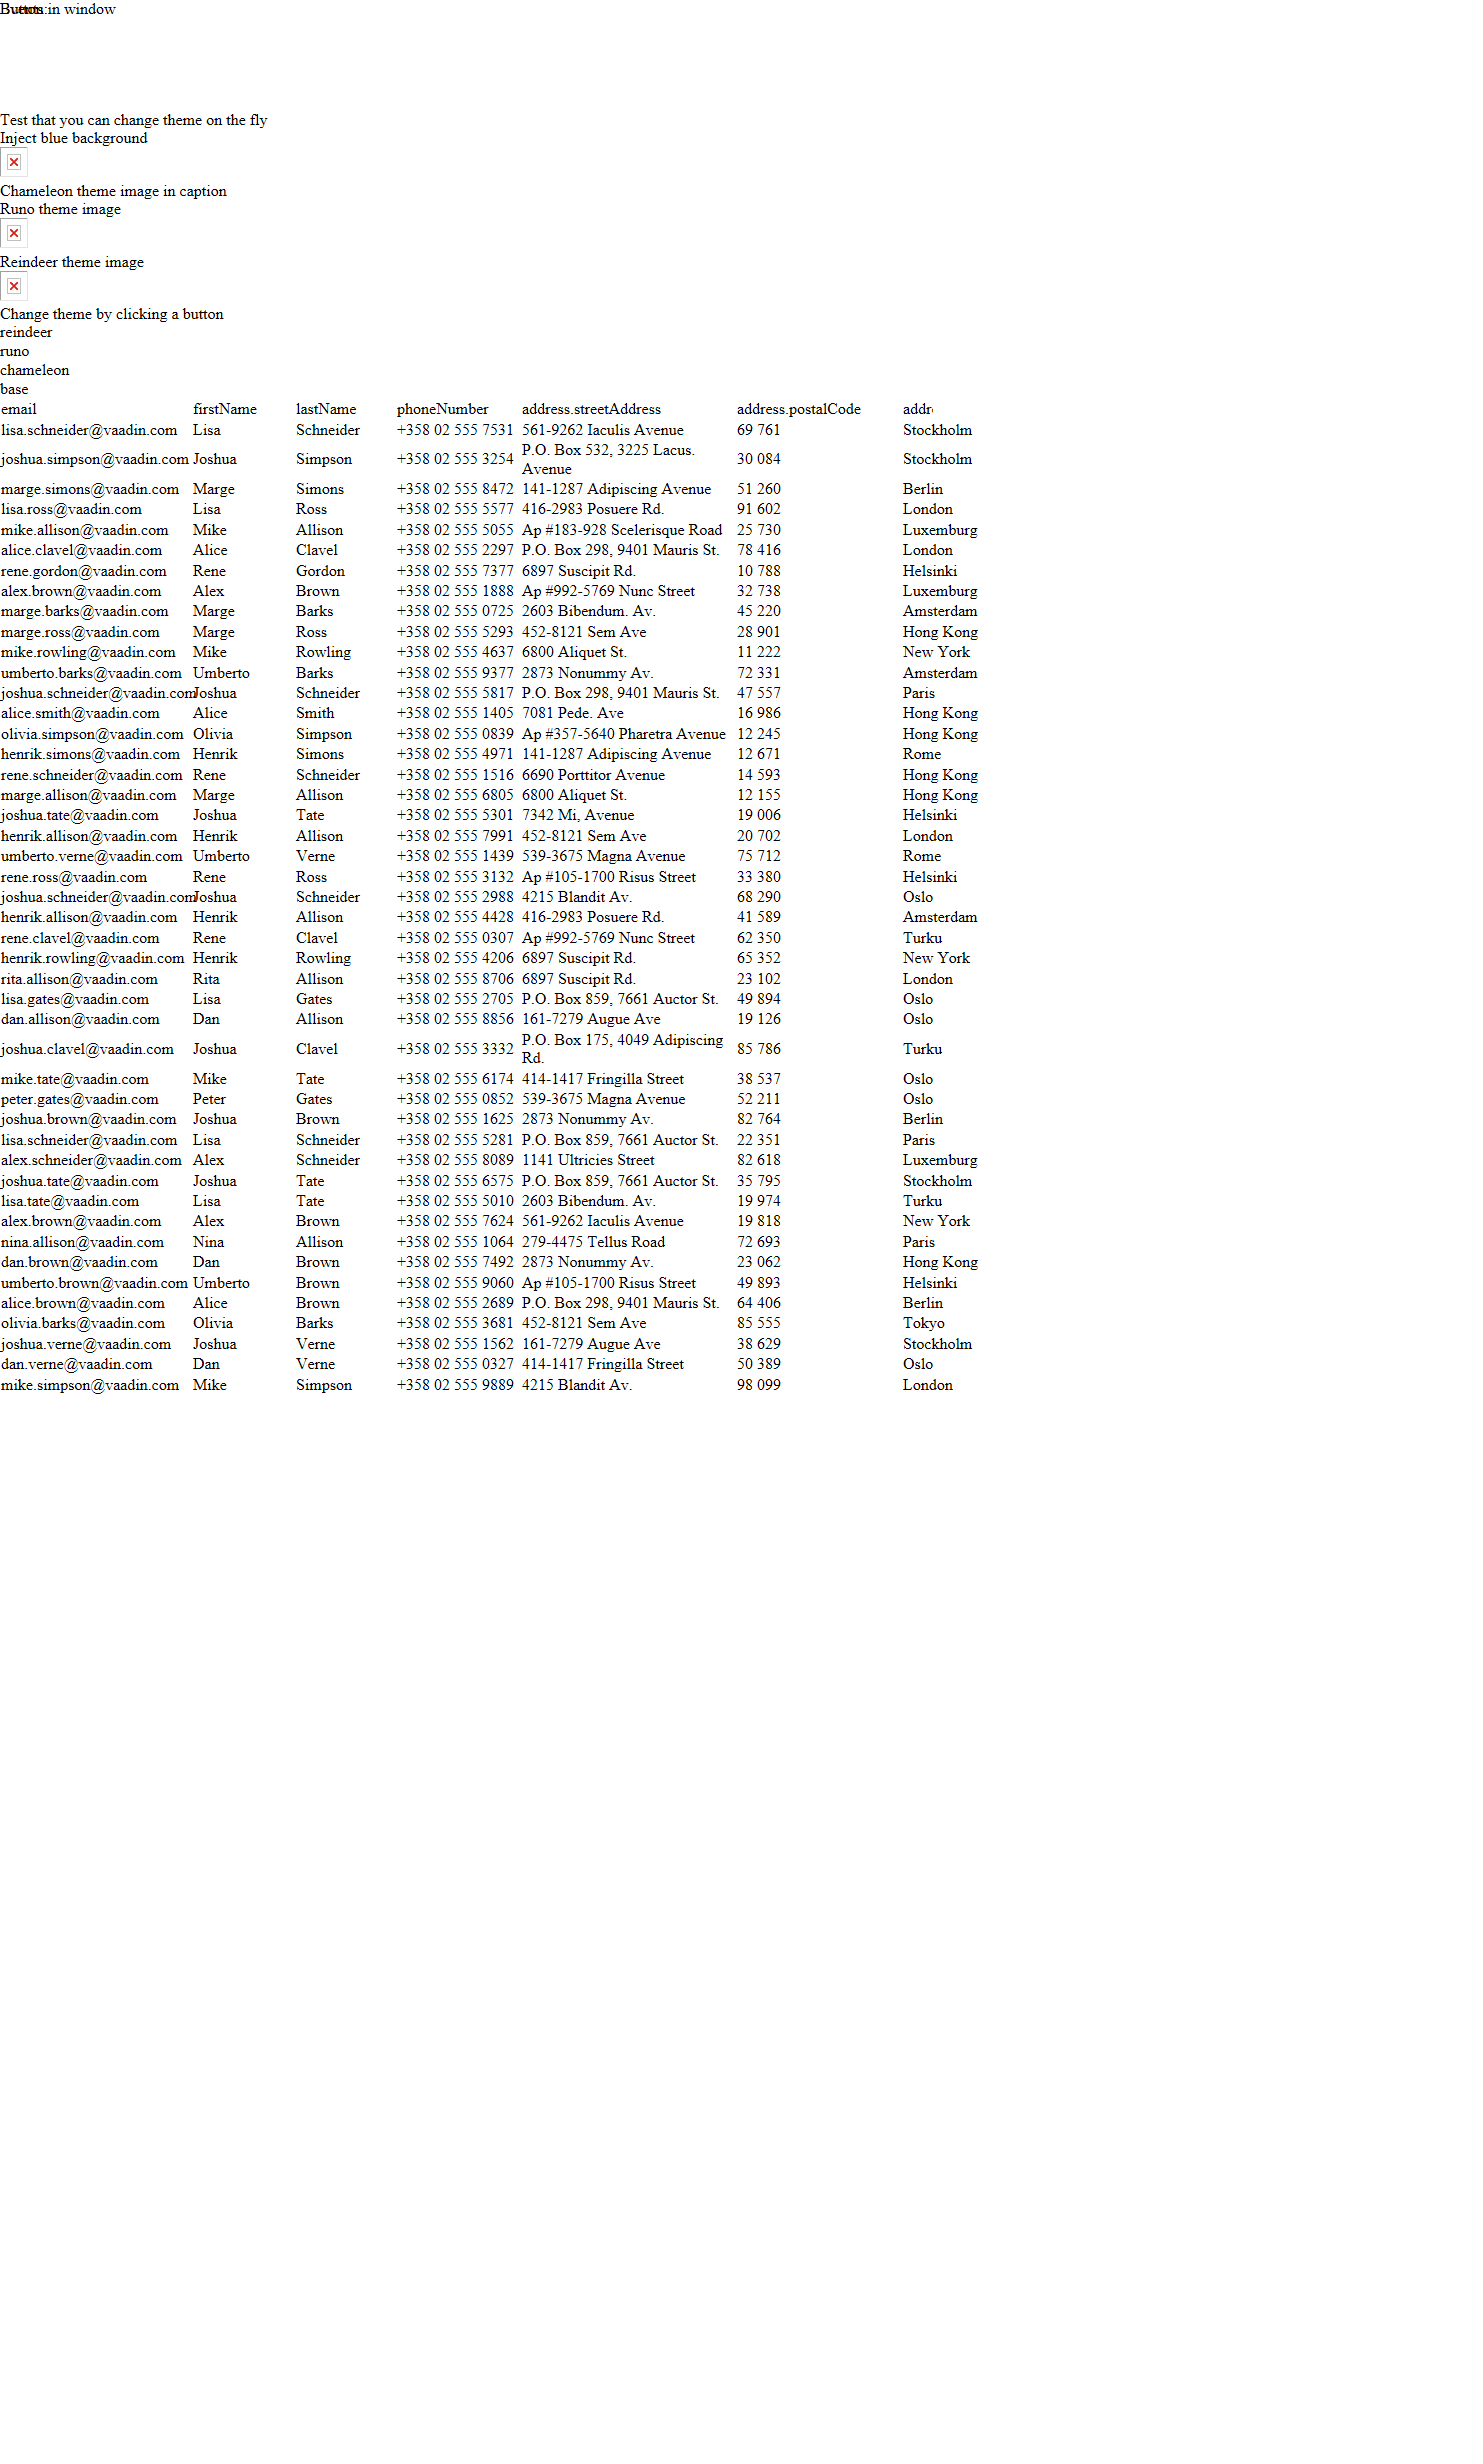 Button in window
Test that you can change theme on the fly
Inject blue background
Chameleon theme image in caption
Runo theme image
Reindeer theme image
Change theme by clicking a button
reindeer
runo
chameleon
base
email firstName lastName phoneNumber address.streetAddress address.postalCode addr
lisa.schneider@vaadin.com Lisa Schneider +358 02 555 7531 561-9262 Iaculis Avenue 69 761 Stockholm
joshua.simpson@vaadin.com Joshua Simpson +358 02 555 3254 P.O. Box 532, 3225 Lacus. Avenue 30 084 Stockholm
marge.simons@vaadin.com Marge Simons +358 02 555 8472 141-1287 Adipiscing Avenue 51 260 Berlin
lisa.ross@vaadin.com Lisa Ross +358 02 555 5577 416-2983 Posuere Rd. 91 602 London
mike.allison@vaadin.com Mike Allison +358 02 555 5055 Ap #183-928 Scelerisque Road 25 730 Luxemburg
alice.clavel@vaadin.com Alice Clavel +358 02 555 2297 P.O. Box 298, 9401 Mauris St. 78 416 London
rene.gordon@vaadin.com Rene Gordon +358 02 555 7377 6897 Suscipit Rd. 10 788 Helsinki
alex.brown@vaadin.com Alex Brown +358 02 555 1888 Ap #992-5769 Nunc Street 32 738 Luxemburg
marge.barks@vaadin.com Marge Barks +358 02 555 0725 2603 Bibendum. Av. 45 220 Amsterdam
marge.ross@vaadin.com Marge Ross +358 02 555 5293 452-8121 Sem Ave 28 901 Hong Kong
mike.rowling@vaadin.com Mike Rowling +358 02 555 4637 6800 Aliquet St. 11 222 New York
umberto.barks@vaadin.com Umberto Barks +358 02 555 9377 2873 Nonummy Av. 72 331 Amsterdam
joshua.schneider@vaadin.com Joshua Schneider +358 02 555 5817 P.O. Box 298, 9401 Mauris St. 47 557 Paris
alice.smith@vaadin.com Alice Smith +358 02 555 1405 7081 Pede. Ave 16 986 Hong Kong
olivia.simpson@vaadin.com Olivia Simpson +358 02 555 0839 Ap #357-5640 Pharetra Avenue 12 245 Hong Kong
henrik.simons@vaadin.com Henrik Simons +358 02 555 4971 141-1287 Adipiscing Avenue 12 671 Rome
rene.schneider@vaadin.com Rene Schneider +358 02 555 1516 6690 Porttitor Avenue 14 593 Hong Kong
marge.allison@vaadin.com Marge Allison +358 02 555 6805 6800 Aliquet St. 12 155 Hong Kong
joshua.tate@vaadin.com Joshua Tate +358 02 555 5301 7342 Mi, Avenue 19 006 Helsinki
henrik.allison@vaadin.com Henrik Allison +358 02 555 7991 452-8121 Sem Ave 20 702 London
umberto.verne@vaadin.com Umberto Verne +358 02 555 1439 539-3675 Magna Avenue 75 712 Rome
rene.ross@vaadin.com Rene Ross +358 02 555 3132 Ap #105-1700 Risus Street 33 380 Helsinki
joshua.schneider@vaadin.com Joshua Schneider +358 02 555 2988 4215 Blandit Av. 68 290 Oslo
henrik.allison@vaadin.com Henrik Allison +358 02 555 4428 416-2983 Posuere Rd. 41 589 Amsterdam
rene.clavel@vaadin.com Rene Clavel +358 02 555 0307 Ap #992-5769 Nunc Street 62 350 Turku
henrik.rowling@vaadin.com Henrik Rowling +358 02 555 4206 6897 Suscipit Rd. 65 352 New York
rita.allison@vaadin.com Rita Allison +358 02 555 8706 6897 Suscipit Rd. 23 102 London
lisa.gates@vaadin.com Lisa Gates +358 02 555 2705 P.O. Box 859, 7661 Auctor St. 49 894 Oslo
dan.allison@vaadin.com Dan Allison +358 02 555 8856 161-7279 Augue Ave 19 126 Oslo
joshua.clavel@vaadin.com Joshua Clavel +358 02 555 3332 P.O. Box 175, 4049 Adipiscing Rd. 85 786 Turku
mike.tate@vaadin.com Mike Tate +358 02 555 6174 414-1417 Fringilla Street 38 537 Oslo
peter.gates@vaadin.com Peter Gates +358 02 555 0852 539-3675 Magna Avenue 52 211 Oslo
joshua.brown@vaadin.com Joshua Brown +358 02 555 1625 2873 Nonummy Av. 82 764 Berlin
lisa.schneider@vaadin.com Lisa Schneider +358 02 555 5281 P.O. Box 859, 7661 Auctor St. 22 351 Paris
alex.schneider@vaadin.com Alex Schneider +358 02 555 8089 1141 Ultricies Street 82 618 Luxemburg
joshua.tate@vaadin.com Joshua Tate +358 02 555 6575 P.O. Box 859, 7661 Auctor St. 35 795 Stockholm
lisa.tate@vaadin.com Lisa Tate +358 02 555 5010 2603 Bibendum. Av. 19 974 Turku
alex.brown@vaadin.com Alex Brown +358 02 555 7624 561-9262 Iaculis Avenue 19 818 New York
nina.allison@vaadin.com Nina Allison +358 02 555 1064 279-4475 Tellus Road 72 693 Paris
dan.brown@vaadin.com Dan Brown +358 02 555 7492 2873 Nonummy Av. 23 062 Hong Kong
umberto.brown@vaadin.com Umberto Brown +358 02 555 9060 Ap #105-1700 Risus Street 49 893 Helsinki
alice.brown@vaadin.com Alice Brown +358 02 555 2689 P.O. Box 298, 9401 Mauris St. 64 406 Berlin
olivia.barks@vaadin.com Olivia Barks +358 02 555 3681 452-8121 Sem Ave 85 555 Tokyo
joshua.verne@vaadin.com Joshua Verne +358 02 555 1562 161-7279 Augue Ave 38 629 Stockholm
dan.verne@vaadin.com Dan Verne +358 02 555 0327 414-1417 Fringilla Street 50 389 Oslo
mike.simpson@vaadin.com Mike Simpson +358 02 555 9889 4215 Blandit Av. 98 099 London